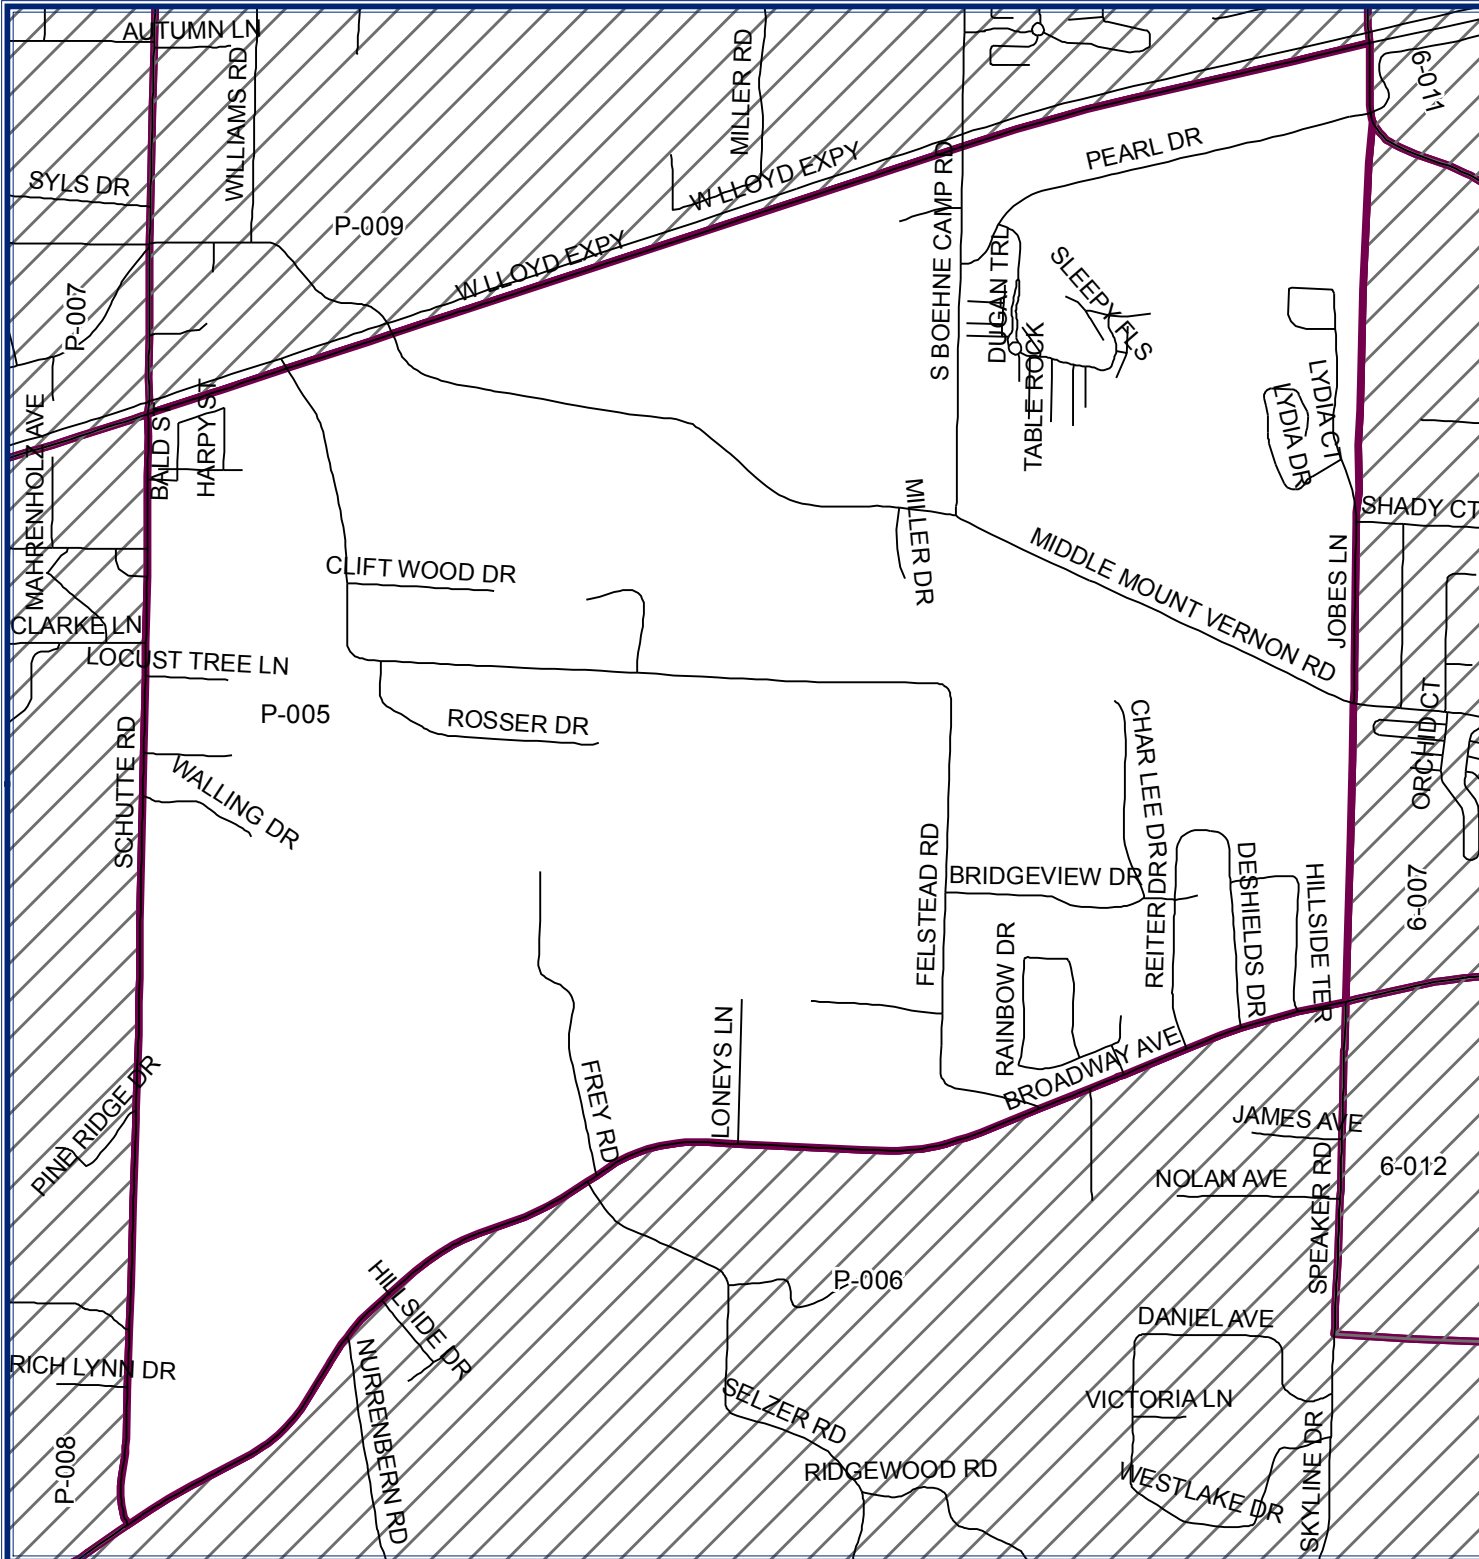 AUTUMN LN
WILLIAMS RD
MILLER RD
6-011
SYLS DR
P-009
W LLOYD EXPY
W LLOYD EXPY
S BOEHNE CAMP RD
PEARL DR
P-007
DUGAN TRL
SLEEPY FLS
TABLE ROCK
LYDIA CT
LYDIA DR
MAHRENHOLZ AVE
BALD ST
HARPY ST
SHADY CT
MILLER DR
MIDDLE MOUNT VERNON RD
JOBES LN
CLIFT WOOD DR
CLARKE LN
LOCUST TREE LN
P-005
ROSSER DR
SCHUTTE RD
WALLING DR
CHAR LEE DR
ORCHID CT
FELSTEAD RD
BRIDGEVIEW DR
REITER DR
DESHIELDS DR
HILLSIDE TER
6-007
RAINBOW DR
LONEYS LN
BROADWAY AVE
FREY RD
PINE RIDGE DR
JAMES AVE
NOLAN AVE
SPEAKER RD
6-012
P-006
HILLSIDE DR
DANIEL AVE
RICH LYNN DR
NURRENBERN RD
SELZER RD
VICTORIA LN
P-008
RIDGEWOOD RD
WESTLAKE DR
SKYLINE DR